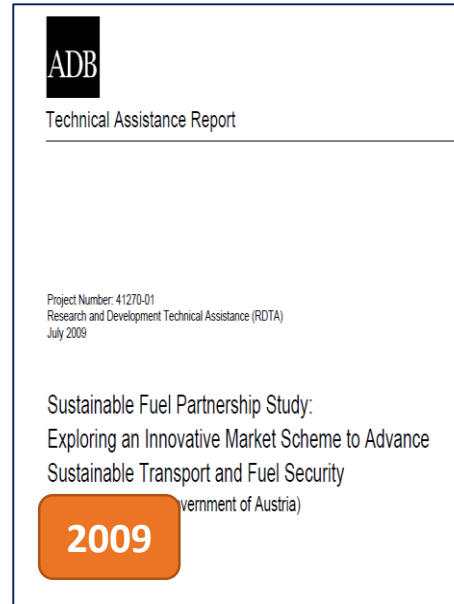 ADB
Technical Assistance Report
Project Number: 41270-01
Research and Development Technical Assistance (RDTA)
July 2009
Sustainable Fuel Partnership Study:
Exploring an Innovative Market Scheme to Advance
Sustainable Transport and Fuel Security
vernment of Austria)
2009